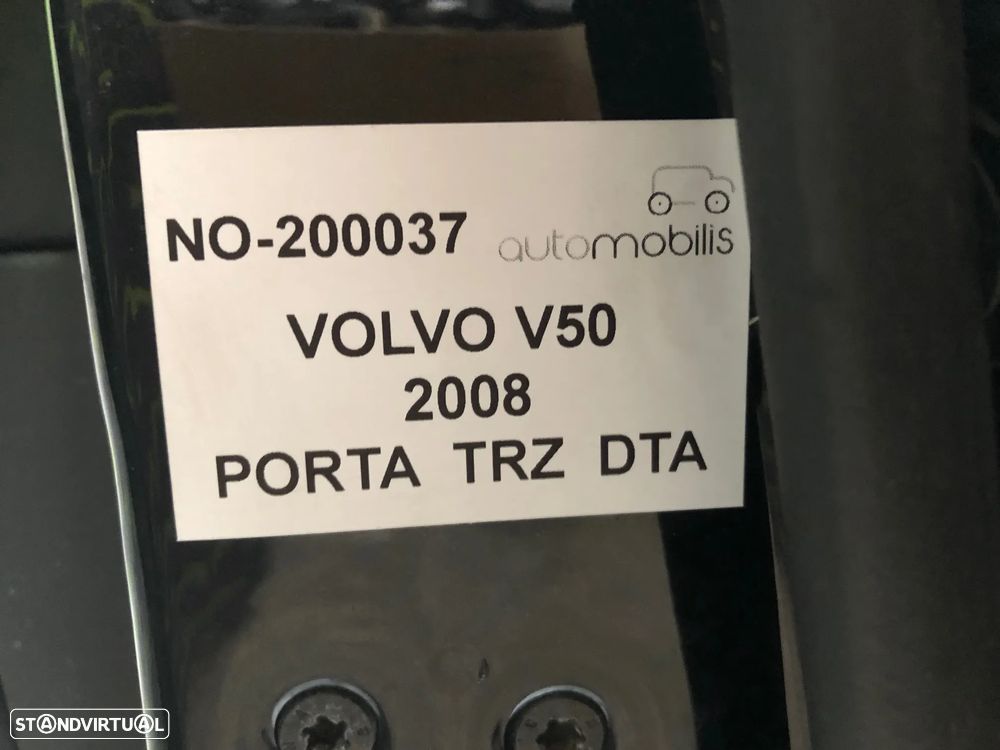 NO-200037 automobilis
VOLVO V50
2008
PORTA TRZ DTA
STANDVIRTUAL